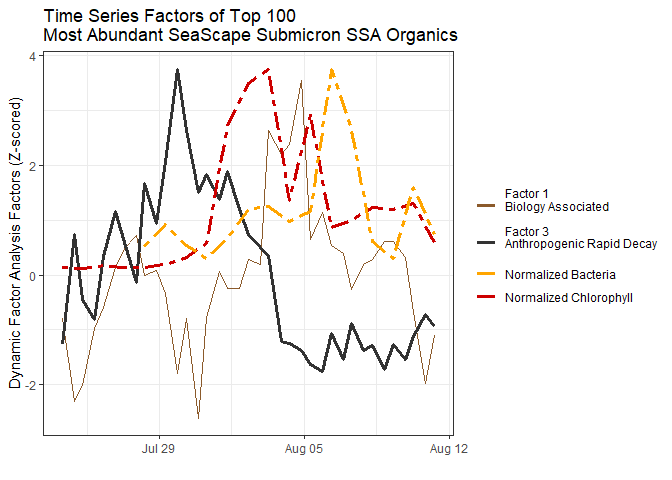 Time Series Factors of Top 100
Most Abundant SeaScape Submicron SSA Organics
Dynamic Factor Analysis Factors (Z-scored)
4
2
0
-2
Jul 29
Aug 05
Aug 12
Factor 1
Biology Associated
Factor 3
Anthropogenic Rapid Decay
Normalized Bacteria
Normalized Chlorophyll